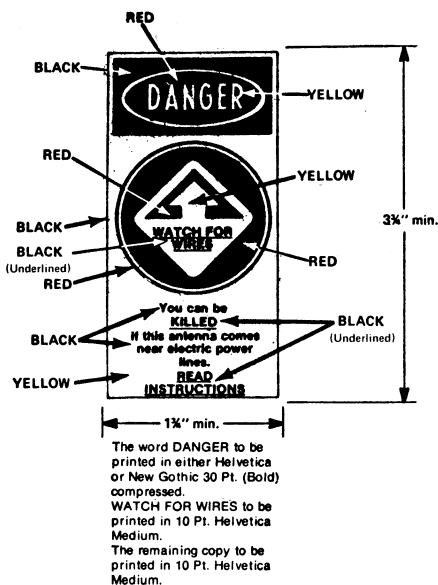 RED
BLACK
DANGER
YELLOW
RED
YELLOW
3¾" min.
BLACK
WATCH FOR
WIRES
BLACK
(Underlined)
RED
RED
You can be
KILLED
BLACK
(Underlined)
BLACK
if this antenna comes
near electric power
lines.
YELLOW
READ
INSTRUCTIONS
1¾" min.
The word DANGER to be
printed in either Helvetica
or New Gothic 30 Pt. (Bold)
compressed.
WATCH FOR WIRES to be
printed in 10 Pt. Helvetica
Medium.
The remaining copy to be
printed in 10 Pt. Helvetica
Medium.